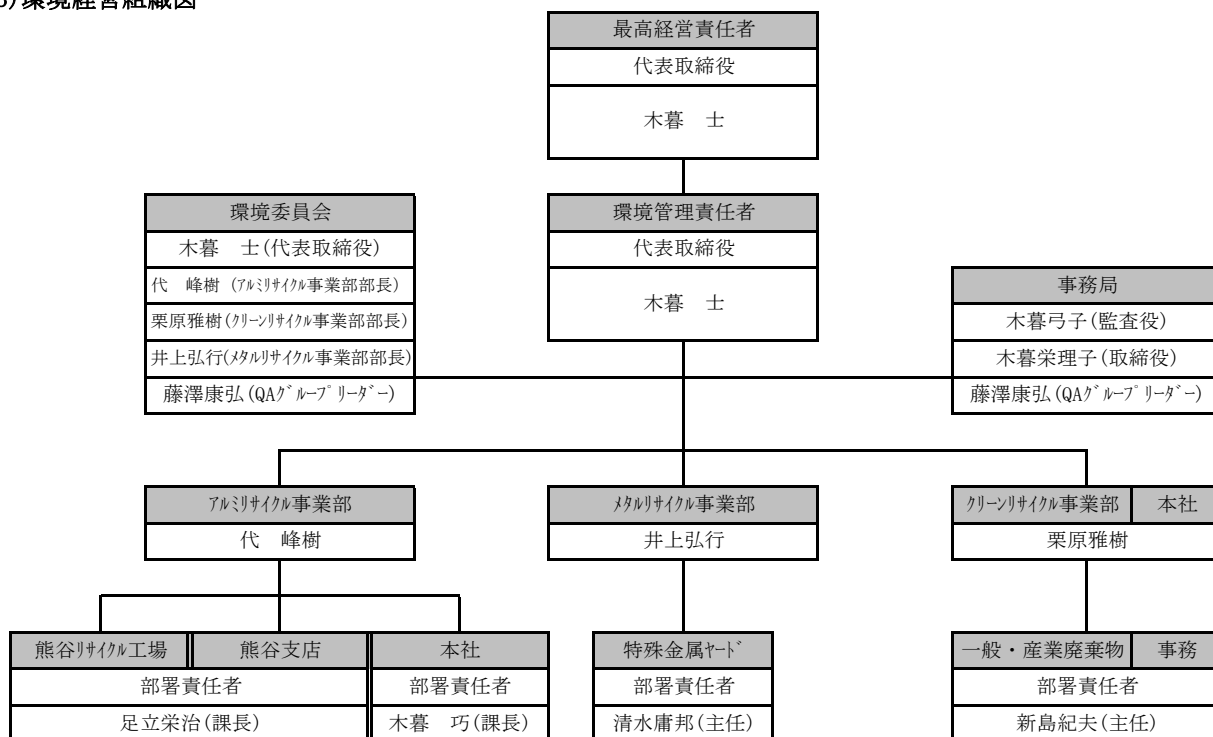 環境経営組織図
最高経営責任者
代表取締役
木暮　士
環境委員会
木暮　士(代表取締役)
代　峰樹 (ｱﾙﾐﾘｻｲｸﾙ事業部部長)
栗原雅樹(ｸﾘｰﾝﾘｻｲｸﾙ事業部部長)
井上弘行(ﾒﾀﾙﾘｻｲｸﾙ事業部部長)
藤澤康弘(QAｸﾞﾙｰﾌﾟﾘｰﾀﾞｰ)
環境管理責任者
代表取締役
木暮　士
事務局
木暮弓子(監査役)
木暮栄理子(取締役)
藤澤康弘(QAｸﾞﾙｰﾌﾟﾘｰﾀﾞｰ)
ｱﾙﾐﾘｻｲｸﾙ事業部
代　峰樹
ﾒﾀﾙﾘｻｲｸﾙ事業部
井上弘行
ｸﾘｰﾝﾘｻｲｸﾙ事業部　本社
栗原雅樹
熊谷ﾘｻｲｸﾙ工場　熊谷支店
部署責任者
足立栄治(課長)
本社
部署責任者
木暮　巧(課長)
特殊金属ﾔｰﾄﾞ
部署責任者
清水庸邦(主任)
一般・産業廃棄物　事務
部署責任者
新島紀夫(主任)